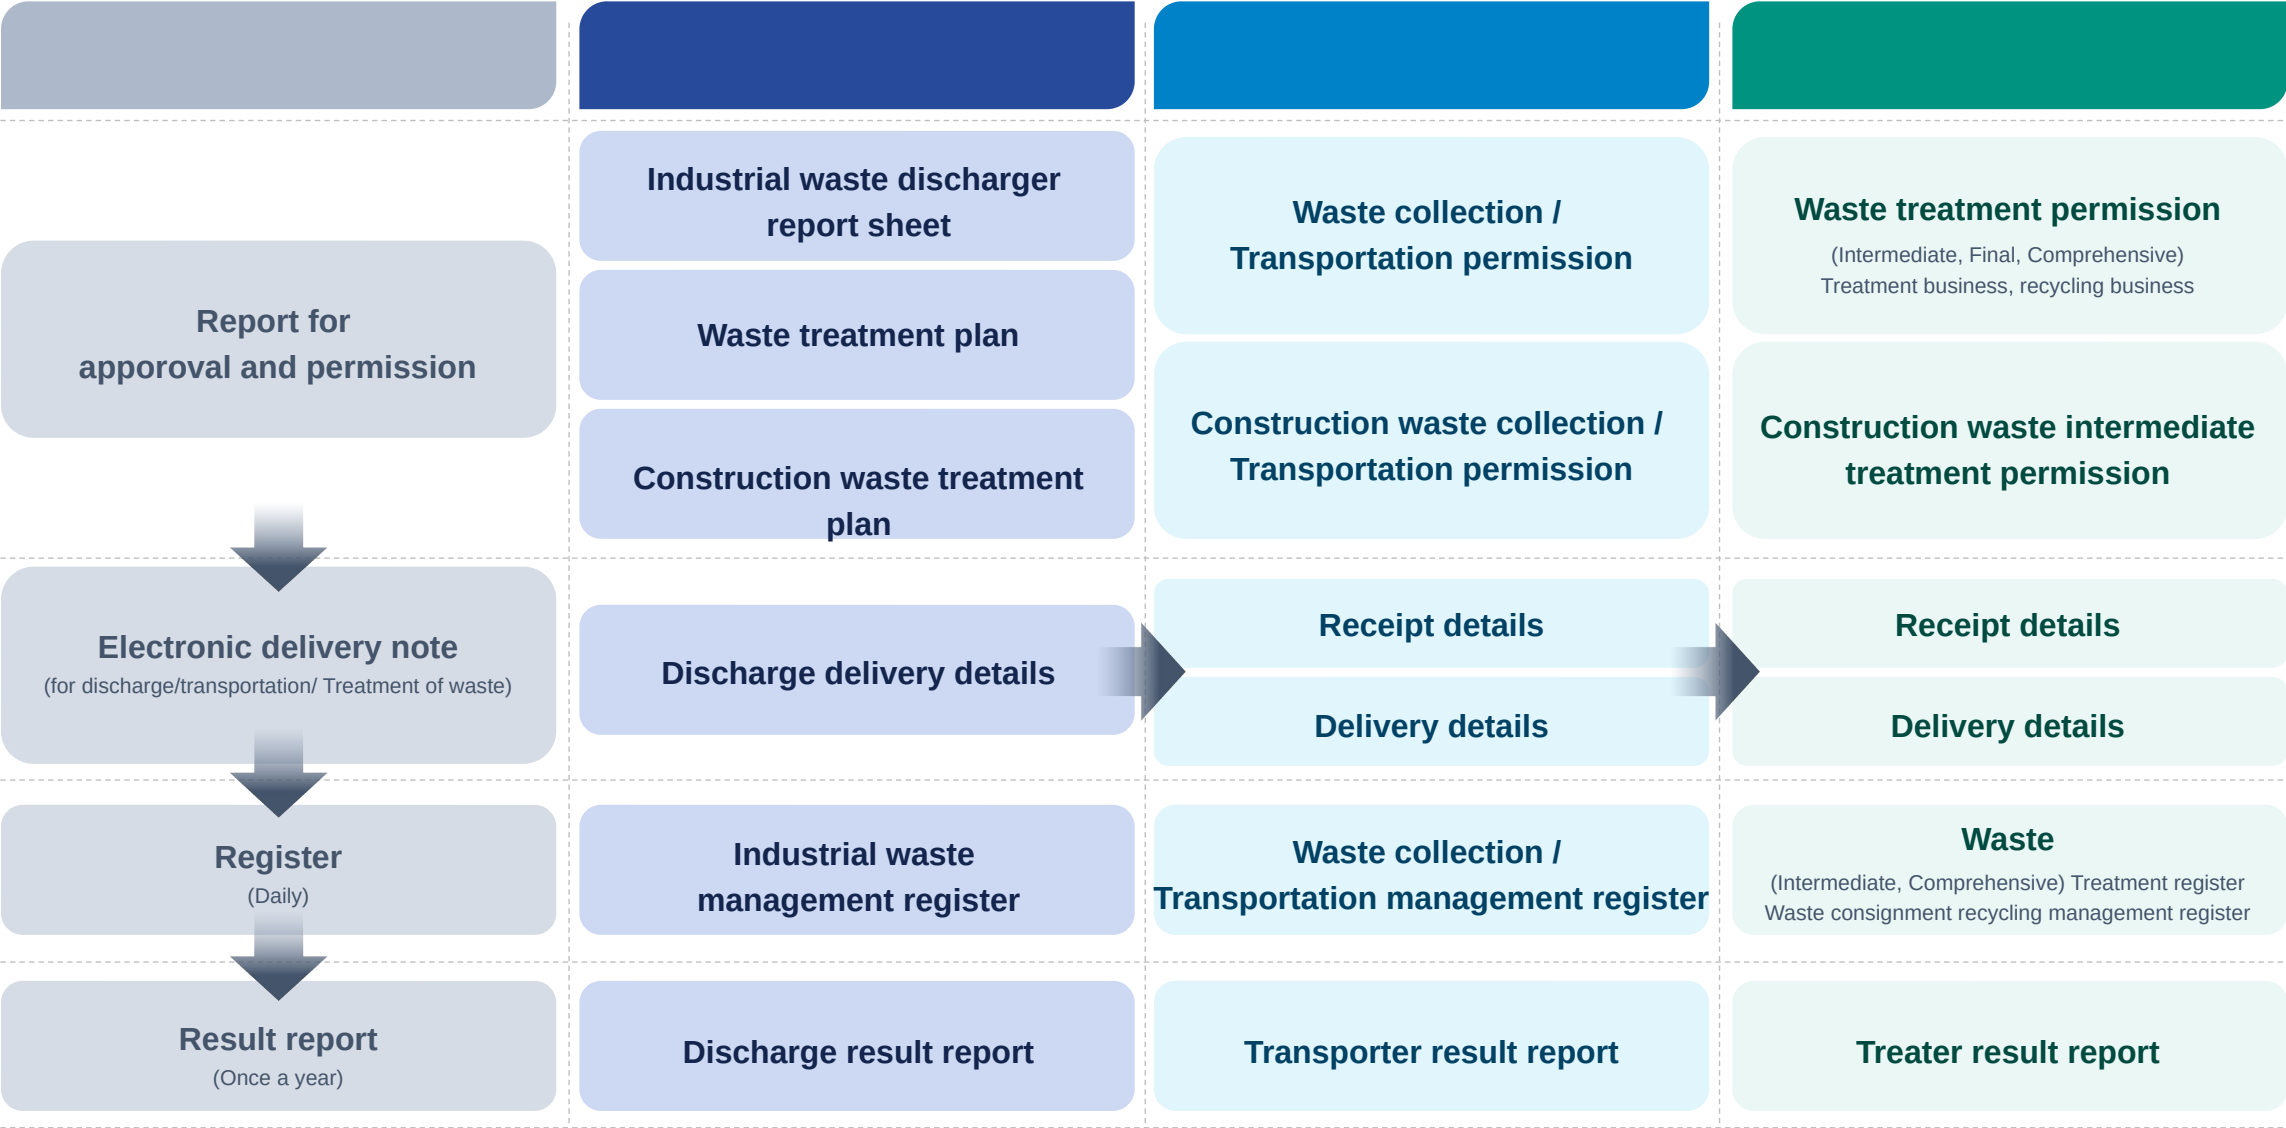 Report for
apporoval and permission
Industrial waste discharger
report sheet
Waste treatment plan
Construction waste treatment
plan
Waste collection /
Transportation permission
Construction waste collection /
Transportation permission
Waste treatment permission
(Intermediate, Final, Comprehensive)
Treatment business, recycling business
Construction waste intermediate
treatment permission
Electronic delivery note
(for discharge/transportation/ Treatment of waste)
Discharge delivery details
Receipt details
Delivery details
Receipt details
Delivery details
Register
(Daily)
Industrial waste
management register
Waste collection /
Transportation management register
Waste
(Intermediate, Comprehensive) Treatment register
Waste consignment recycling management register
Result report
(Once a year)
Discharge result report
Transporter result report
Treater result report